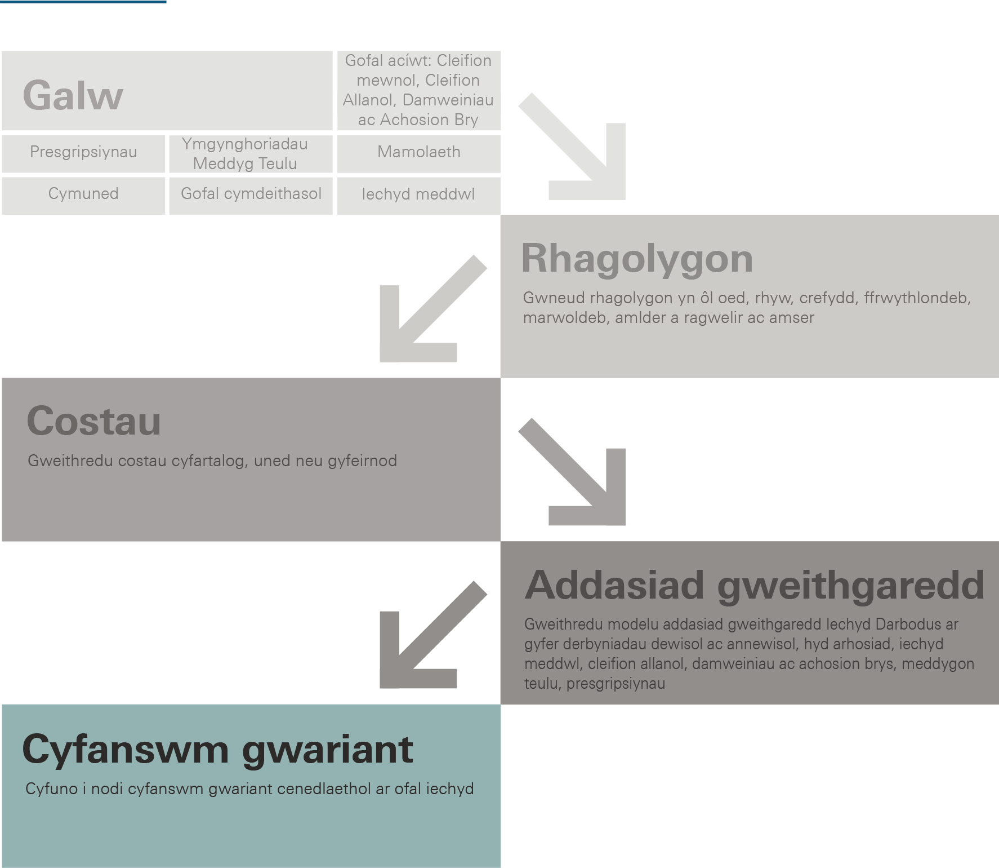 Galw
Gofal acíwt: Cleifion
mewnol, Cleifion
Allanol, Damweiniau
ac Achosion Bry
Presgripsiynau
Ymgynghoriadau
Meddyg Teulu
Mamolaeth
Cymuned
Gofal cymdeithasol
Iechyd meddwl
Rhagolygon
Gwneud rhagolygon yn ôl oed, rhyw, crefydd, ffrwythlondeb,
marwoldeb, amlder a ragwelir ac amser
Costau
Gweithredu costau cyfartalog, uned neu gyfeirnod
Addasiad gweithgaredd
Gweithredu modelu addasiad gweithgaredd Iechyd Darbodus ar
gyfer derbyniadau dewisol ac annewisol, hyd arhosiad, iechyd
meddwl, cleifion allanol, damweiniau ac achosion brys, meddygon
teulu, presgripsiynau
Cyfanswm gwariant
Cyfuno i nodi cyfanswm gwariant cenedlaethol ar ofal iechyd